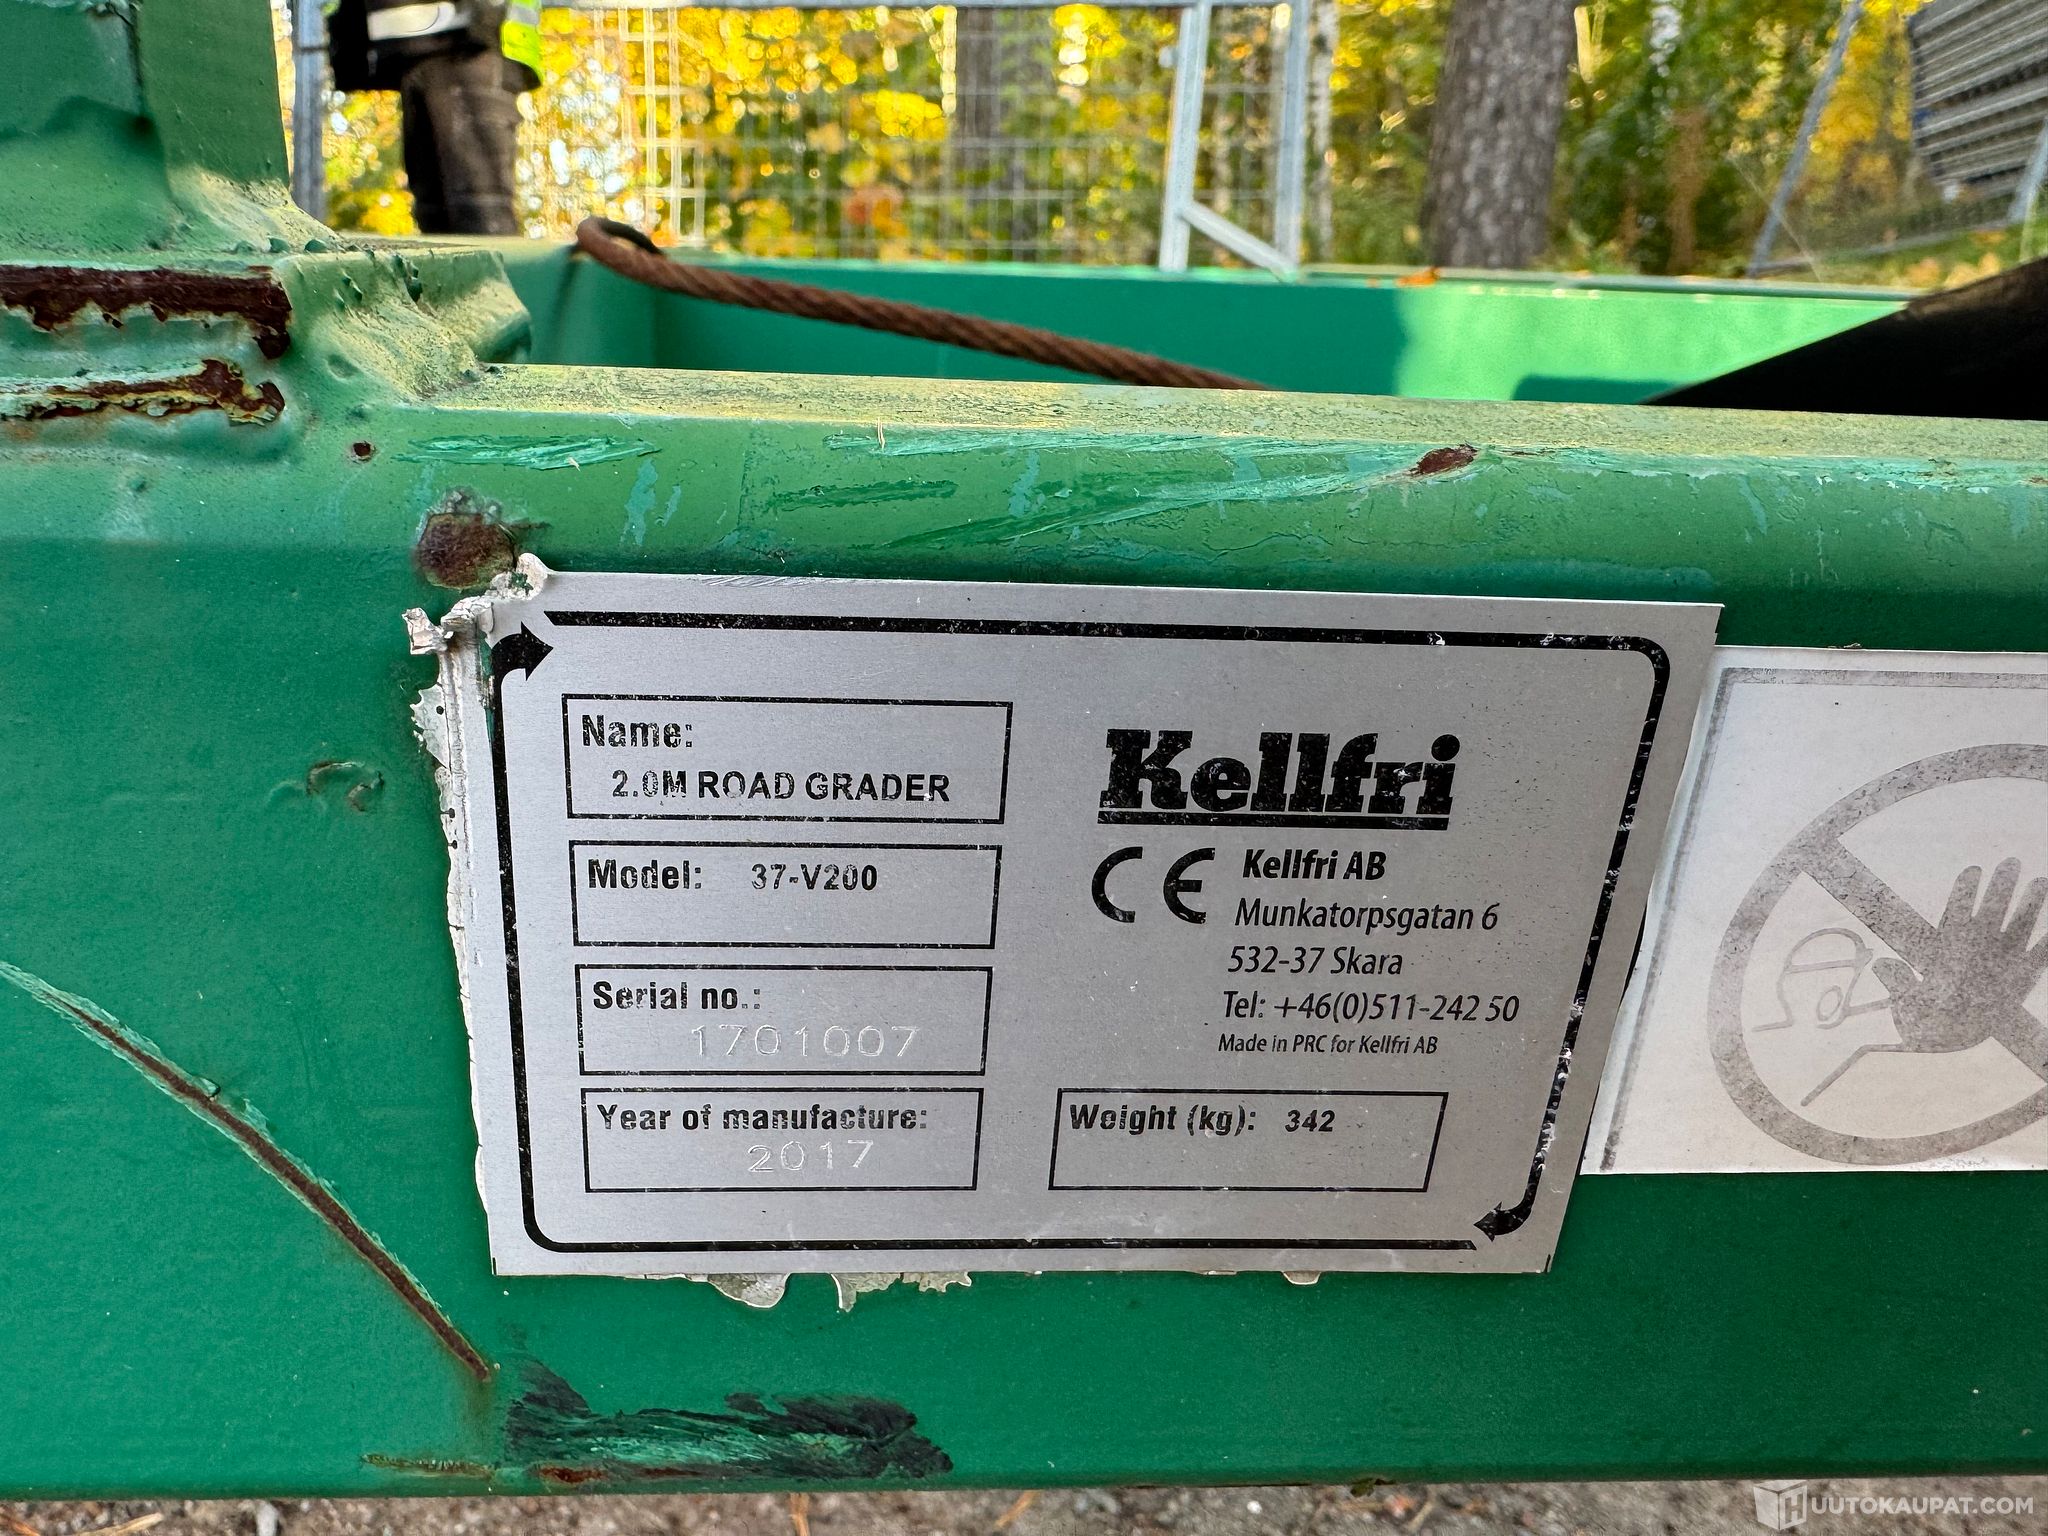 Name:
2.0M ROAD GRADER
Model: 37-V200
Serial no.:
1701007
Year of manufacture:
2017
Kellfri
CE Kellfri AB
Munkatorpsgatan 6
532-37 Skara
Tel: +46(0)511-242 50
Made in PRC for Kellfri AB
Weight (kg): 342
HUUTOKAUPAT.COM